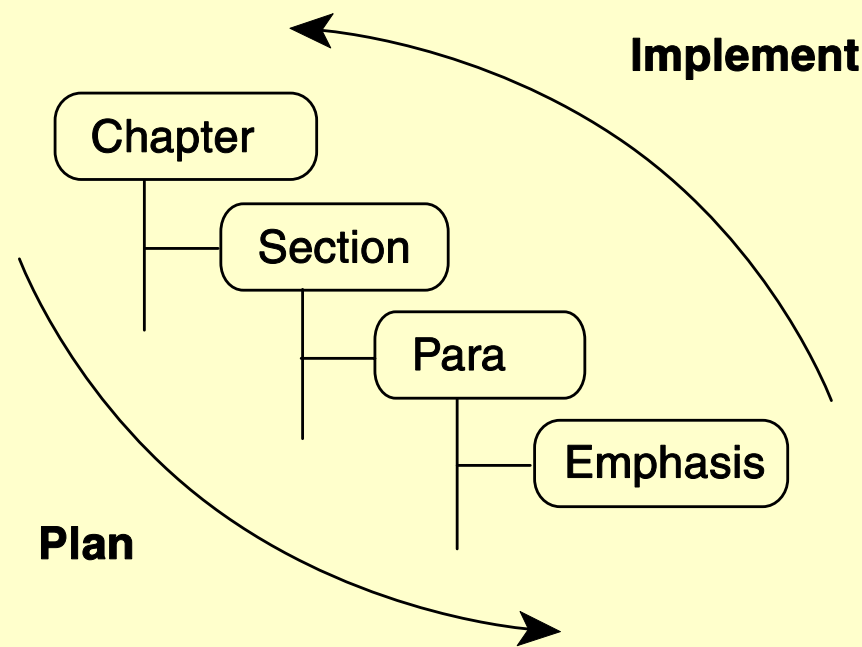 Implement
Chapter
Section
Para
Emphasis
Plan